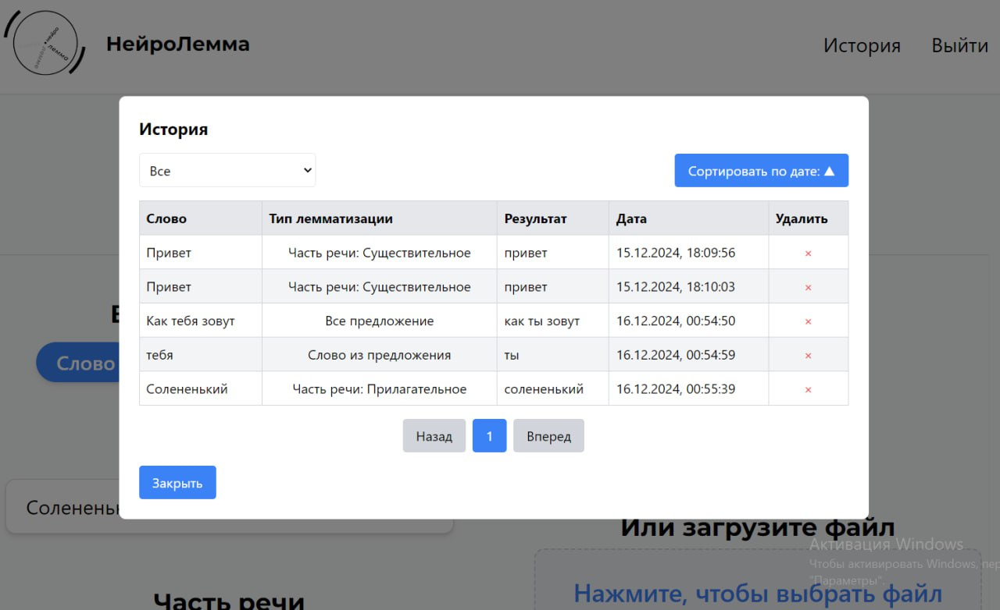 нейро
лемма
НейроЛемма
История
Выйти
История
Все
Сортировать по дате: ▲
Слово Тип лемматизации Результат Дата Удалить
Привет Часть речи: Существительное привет 15.12.2024, 18:09:56 ×
Привет Часть речи: Существительное привет 15.12.2024, 18:10:03 ×
Как тебя зовут Все предложение как ты зовут 16.12.2024, 00:54:50 ×
тебя Слово из предложения ты 16.12.2024, 00:54:59 ×
Солененький Часть речи: Прилагательное солененький 16.12.2024, 00:55:39 ×
Назад 1 Вперед
Закрыть
Слово
Или загрузите файл
Активация Windows
Чтобы активировать Windows,
"Параметры".
Нажмите, чтобы выбрать файл
Часть речи